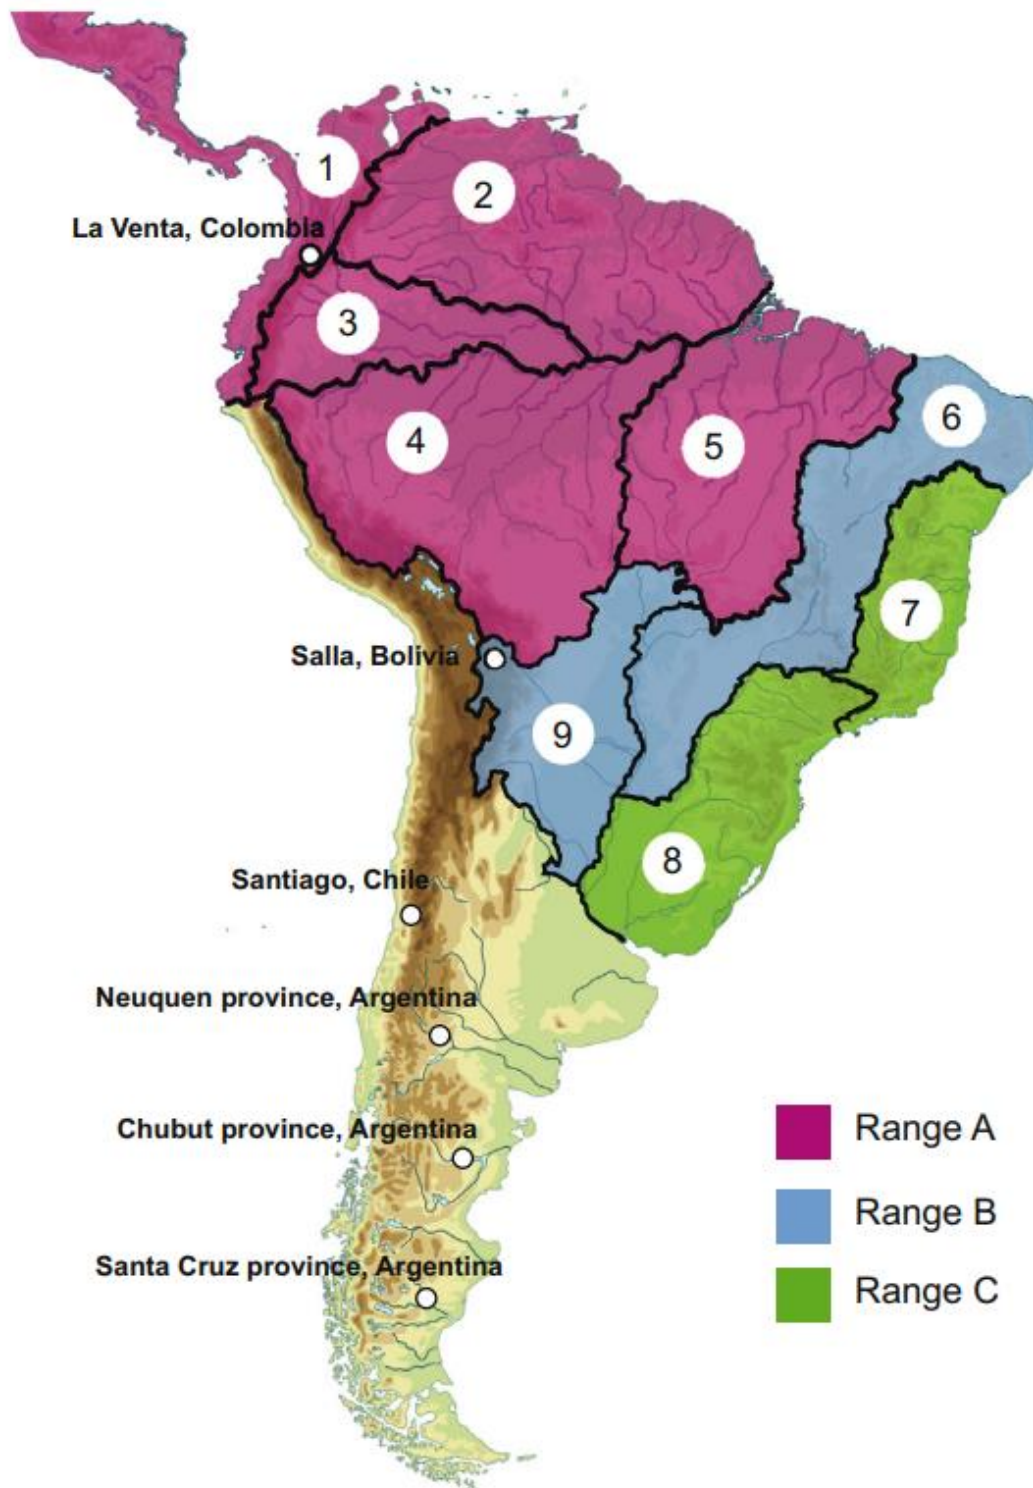 1
2
La Venta, Colombia
3
4
5
6
7
Salla, Bolivia
9
8
Santiago, Chile
Neuquen province, Argentina
Chubut province, Argentina
Santa Cruz province, Argentina
Range A
Range B
Range C